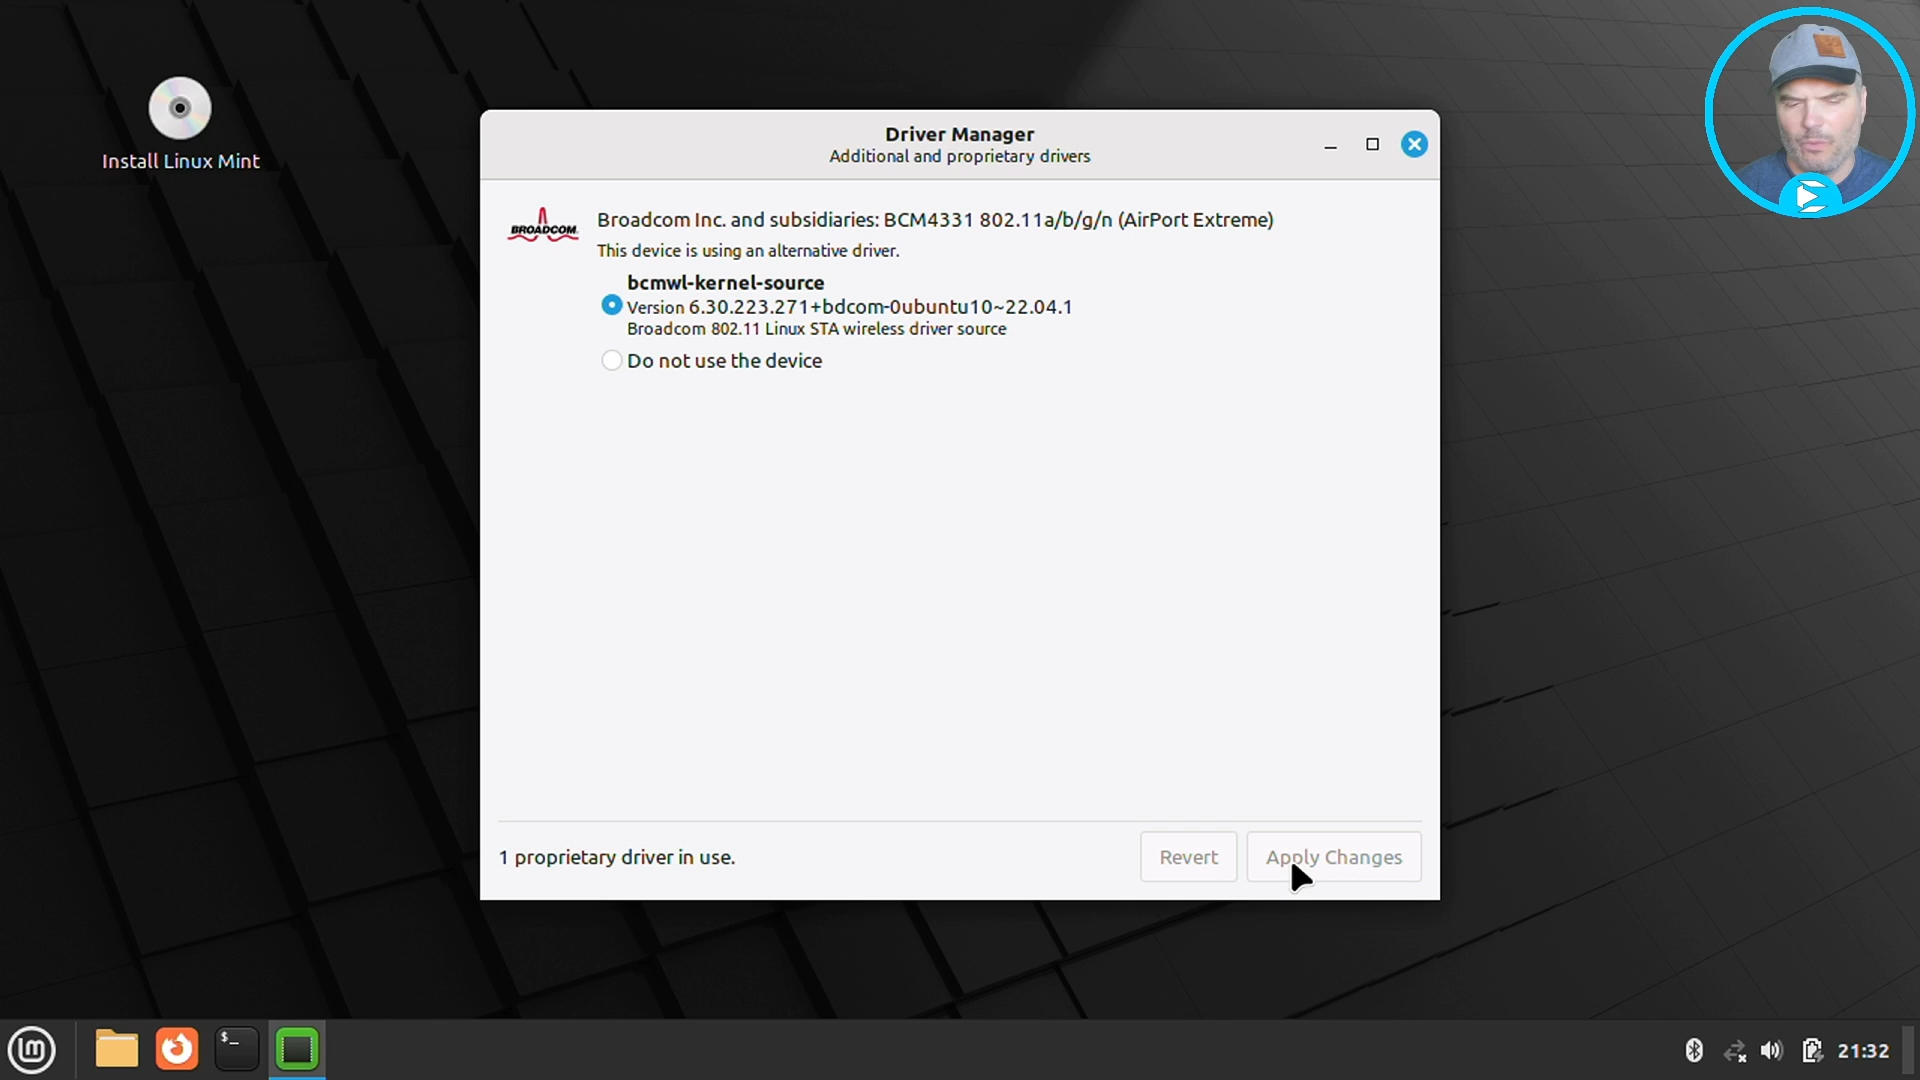 Install Linux Mint
Driver Manager
Additional and proprietary drivers
BROADCOM
Broadcom Inc. and subsidiaries: BCM4331 802.11a/b/g/n (AirPort Extreme)
This device is using an alternative driver.
bcmwl-kernel-source
Version 6.30.223.271+bdcom-0ubuntu10~22.04.1
Broadcom 802.11 Linux STA wireless driver source
Do not use the device
1 proprietary driver in use.
Revert
Apply Changes
$_
21:32